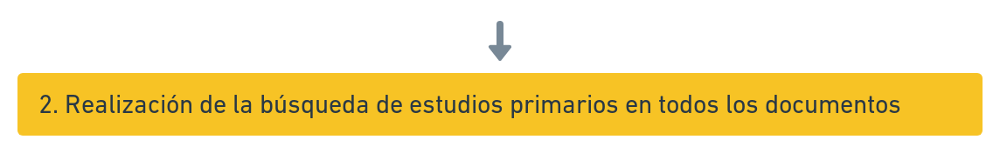 2. Realización de la búsqueda de estudios primarios en todos los documentos